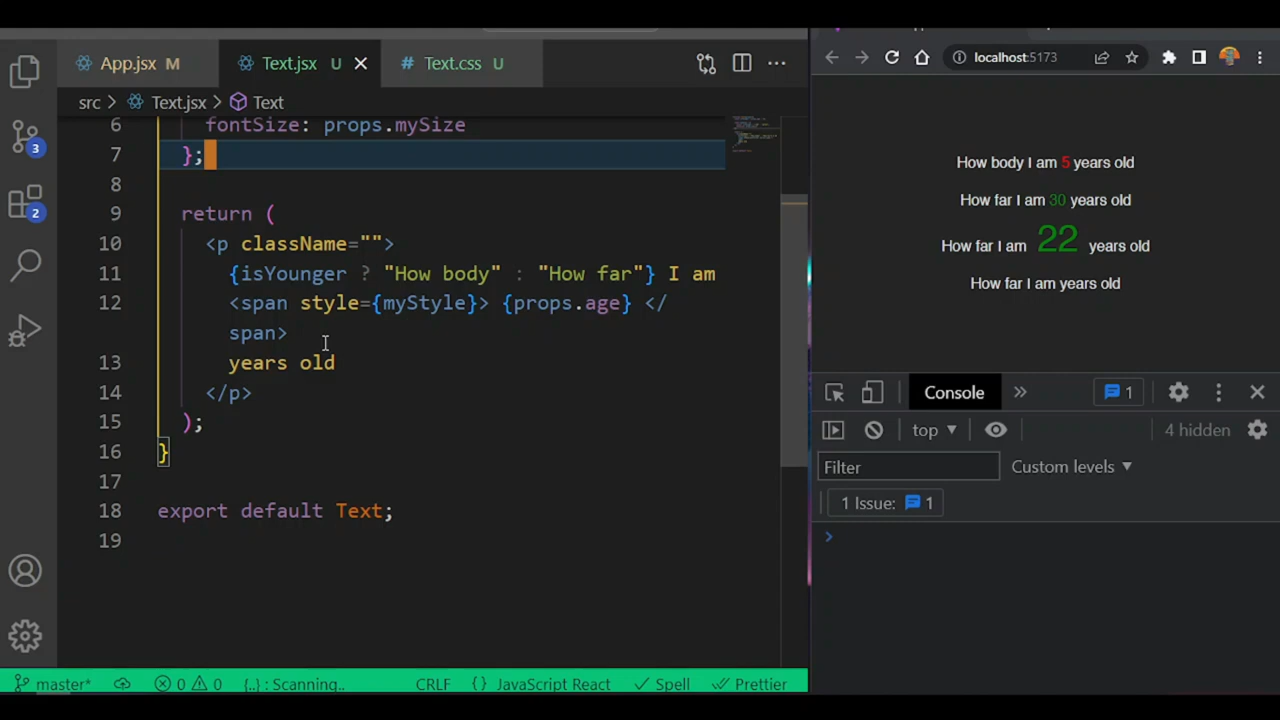 App.jsx M
Text.jsx U
# Text.css U
src > Text.jsx > Text
6 fontSize: props.mySize
7 };
8
9 return (
10 <p className="">
11 {isYounger ? "How body" : "How far"} I am
12 <span style={myStyle}> {props.age} </
span>
13 years old
14 </p>
15 );
16 }
17
18 export default Text;
19
3
2
master*
0 0
{..} : Scanning..
CRLF
{} JavaScript React
Spell
Prettier
localhost:5173
How body I am 5 years old
How far I am 30 years old
How far I am 22 years old
How far I am years old
Console
1
top
4 hidden
Filter
Custom levels
1 Issue: 1